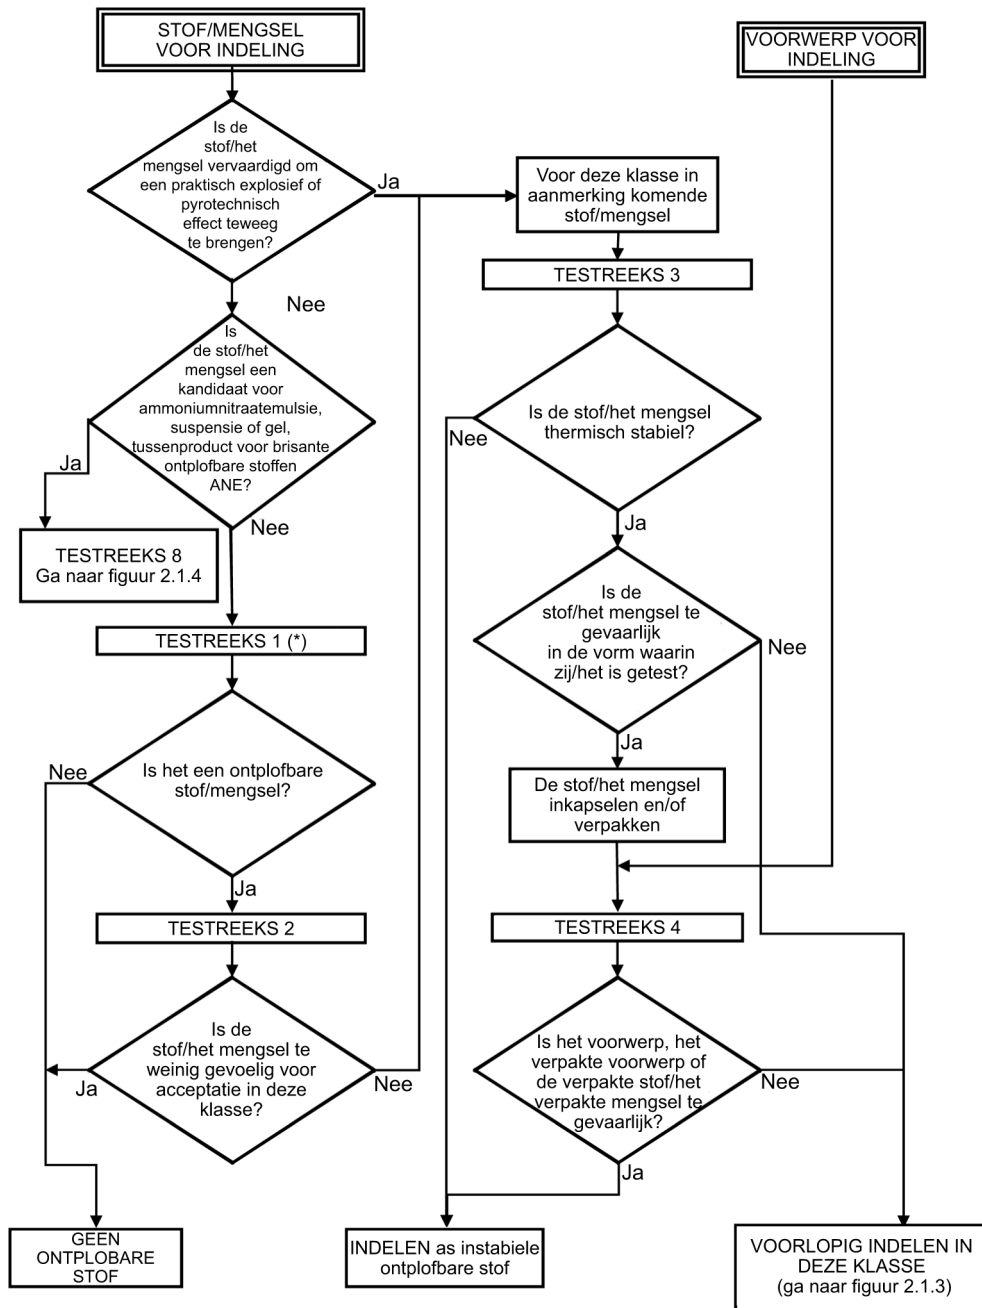 STOF/MENGSEL
VOOR INDELING
VOORWERP VOOR
INDELING
Is de
stof/het
mengsel vervaardigd om
een praktisch explosief of
pyrotechnisch
effect teweeg
te brengen?
Ja
Voor deze klasse in
aanmerking komende
stof/mengsel
TESTREEKS 3
Nee
Is
de stof/het
mengsel een
kandidaat voor
ammoniumnitraatemulsie,
suspensie of gel,
tussenproduct voor brisante
ontplofbare stoffen
ANE?
Ja
Nee
Is de stof/het mengsel
thermisch stabiel?
Nee
Ja
TESTREEKS 8
Ga naar figuur 2.1.4
TESTREEKS 1 (*)
Is de
stof/het mengsel te
gevaarlijk
in de vorm waarin
zij/het is getest?
Nee
Ja
Is het een ontplofbare
stof/mengsel?
Nee
Ja
De stof/het mengsel
inkapselen en/of
verpakken
TESTREEKS 2
TESTREEKS 4
Is de
stof/het mengsel te
weinig gevoelig voor
acceptatie in deze
klasse?
Ja
Nee
Is het voorwerp, het
verpakte voorwerp of
de verpakte stof/het
verpakte mengsel te
gevaarlijk?
Nee
Ja
GEEN
ONTPLOBARE
STOF
INDELEN as instabiele
ontplofbare stof
VOORLOPIG INDELEN IN
DEZE KLASSE
(ga naar figuur 2.1.3)